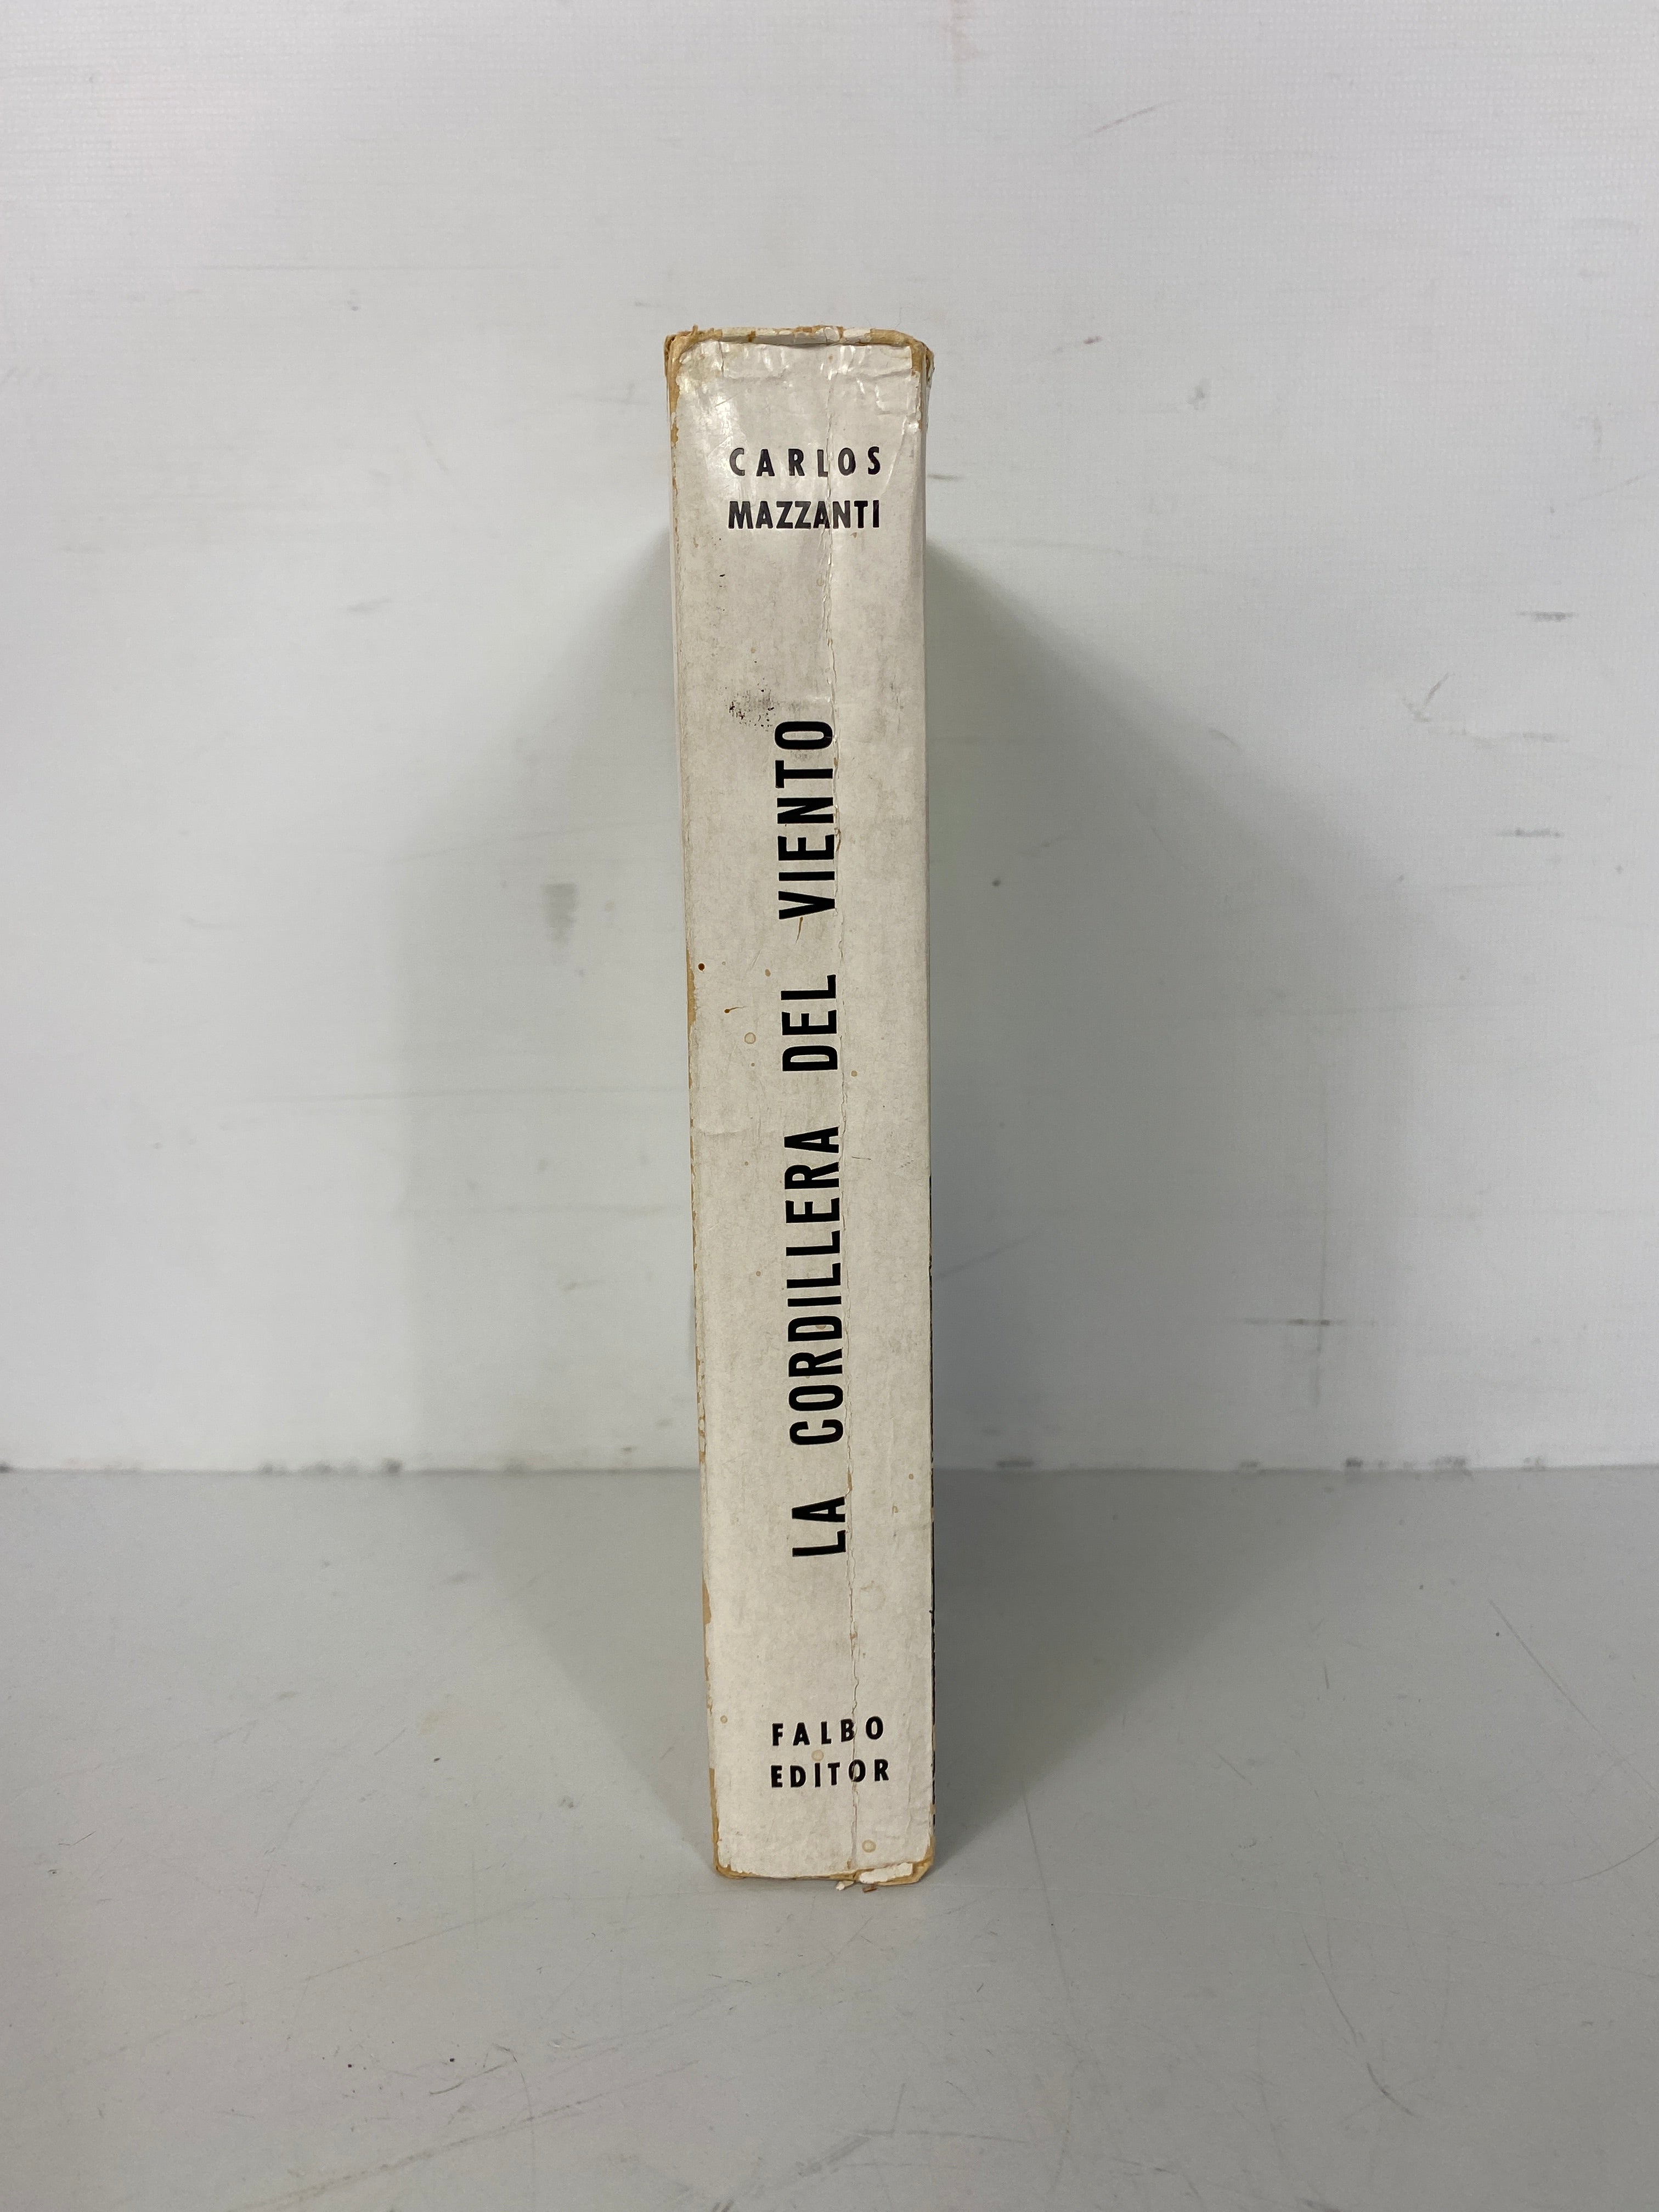 CARLOS
MAZZANTI
LA CORDILLERA DEL VIENTO
FALBO
EDITOR